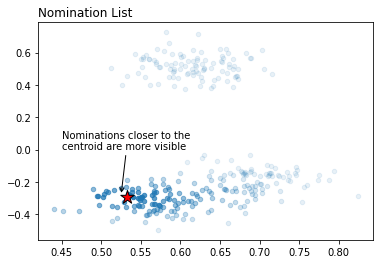 Nomination List
0.6
0.4
0.2
0.0
−0.2
−0.4
Nominations closer to the
centroid are more visible
0.45 0.50 0.55 0.60 0.65 0.70 0.75 0.80